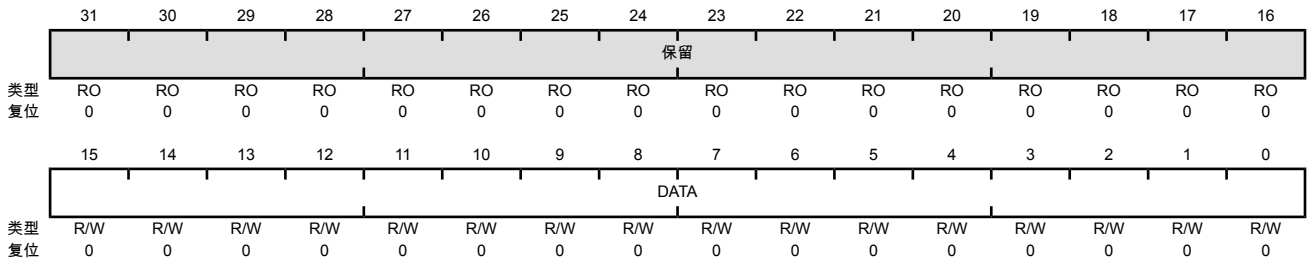 31 30 29 28 27 26 25 24 23 22 21 20 19 18 17 16
保留
类型 RO RO RO RO RO RO RO RO RO RO RO RO RO RO RO RO
复位 0 0 0 0 0 0 0 0 0 0 0 0 0 0 0 0
15 14 13 12 11 10 9 8 7 6 5 4 3 2 1 0
DATA
类型 R/W R/W R/W R/W R/W R/W R/W R/W R/W R/W R/W R/W R/W R/W R/W R/W
复位 0 0 0 0 0 0 0 0 0 0 0 0 0 0 0 0